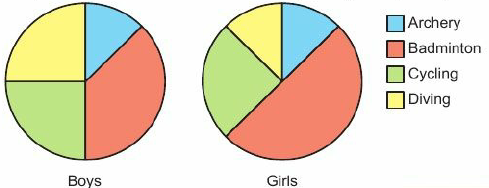 Archery
Badminton
Cycling
Diving
Boys
Girls